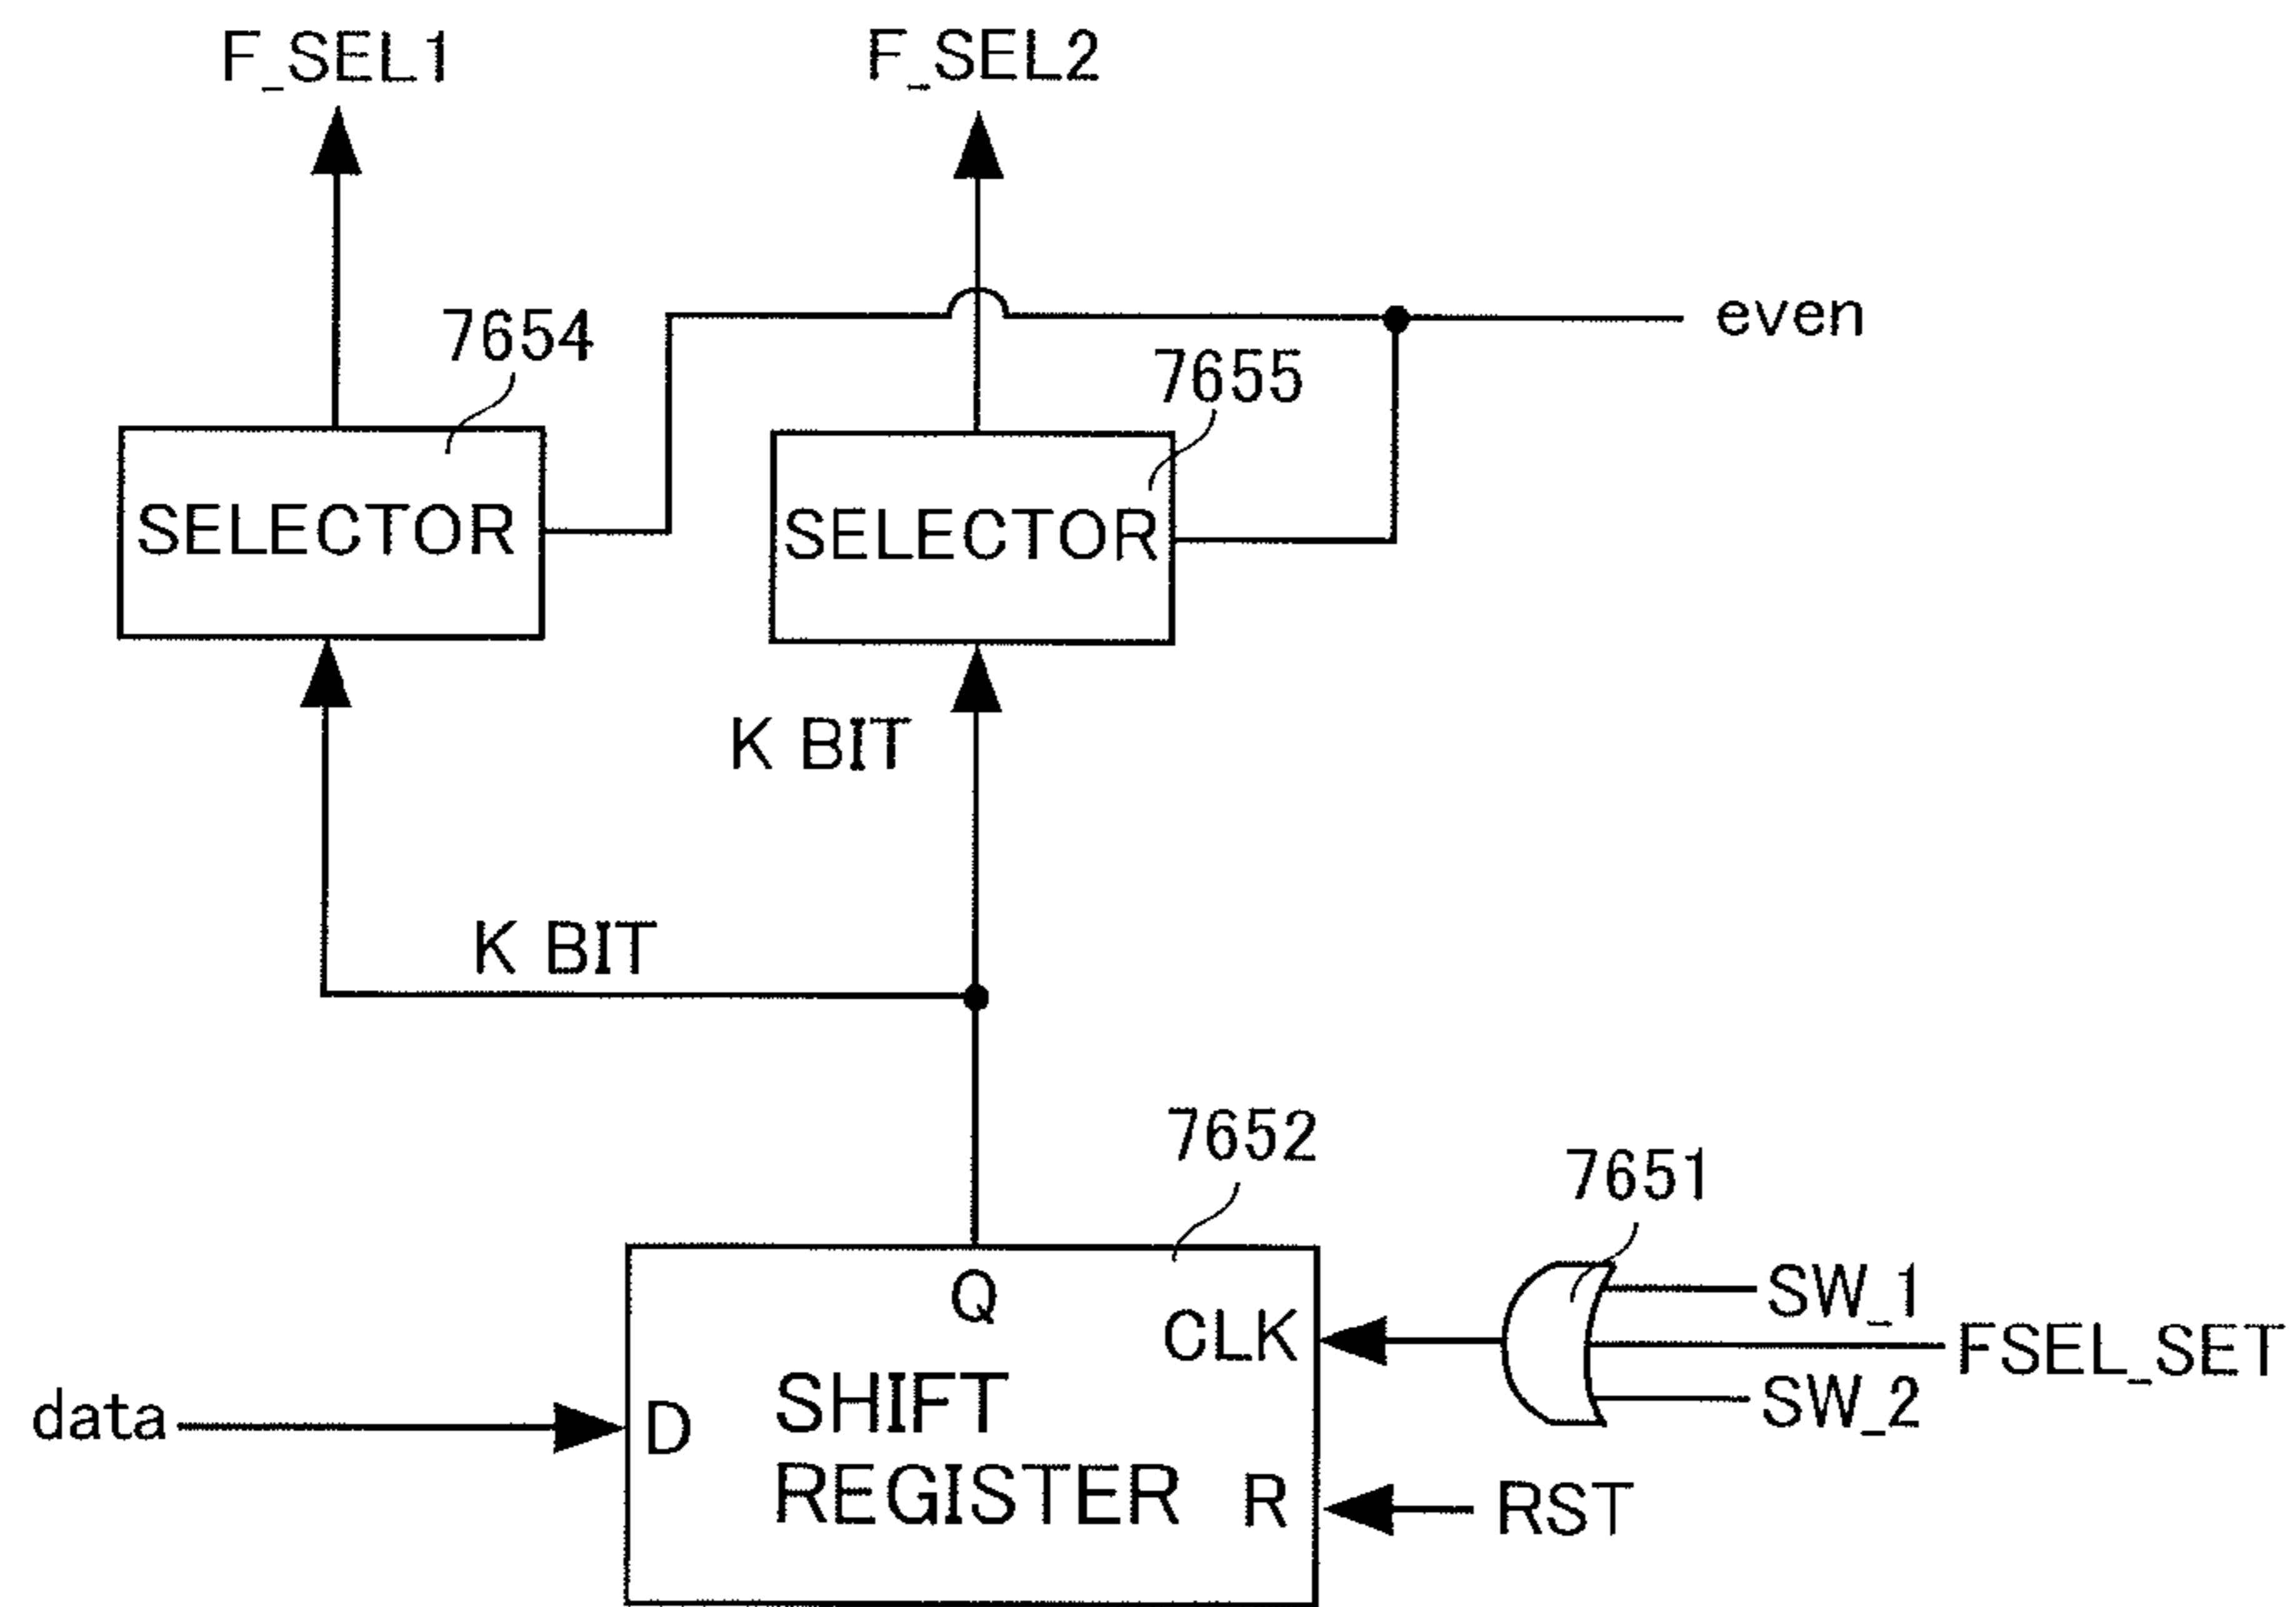 F_SEL1
F_SEL2
even
7654
7655
SELECTOR
SELECTOR
K BIT
K BIT
7652
7651
Q
SW_1
CLK
FSEL_SET
SW_2
data
D
SHIFT
REGISTER
R
RST